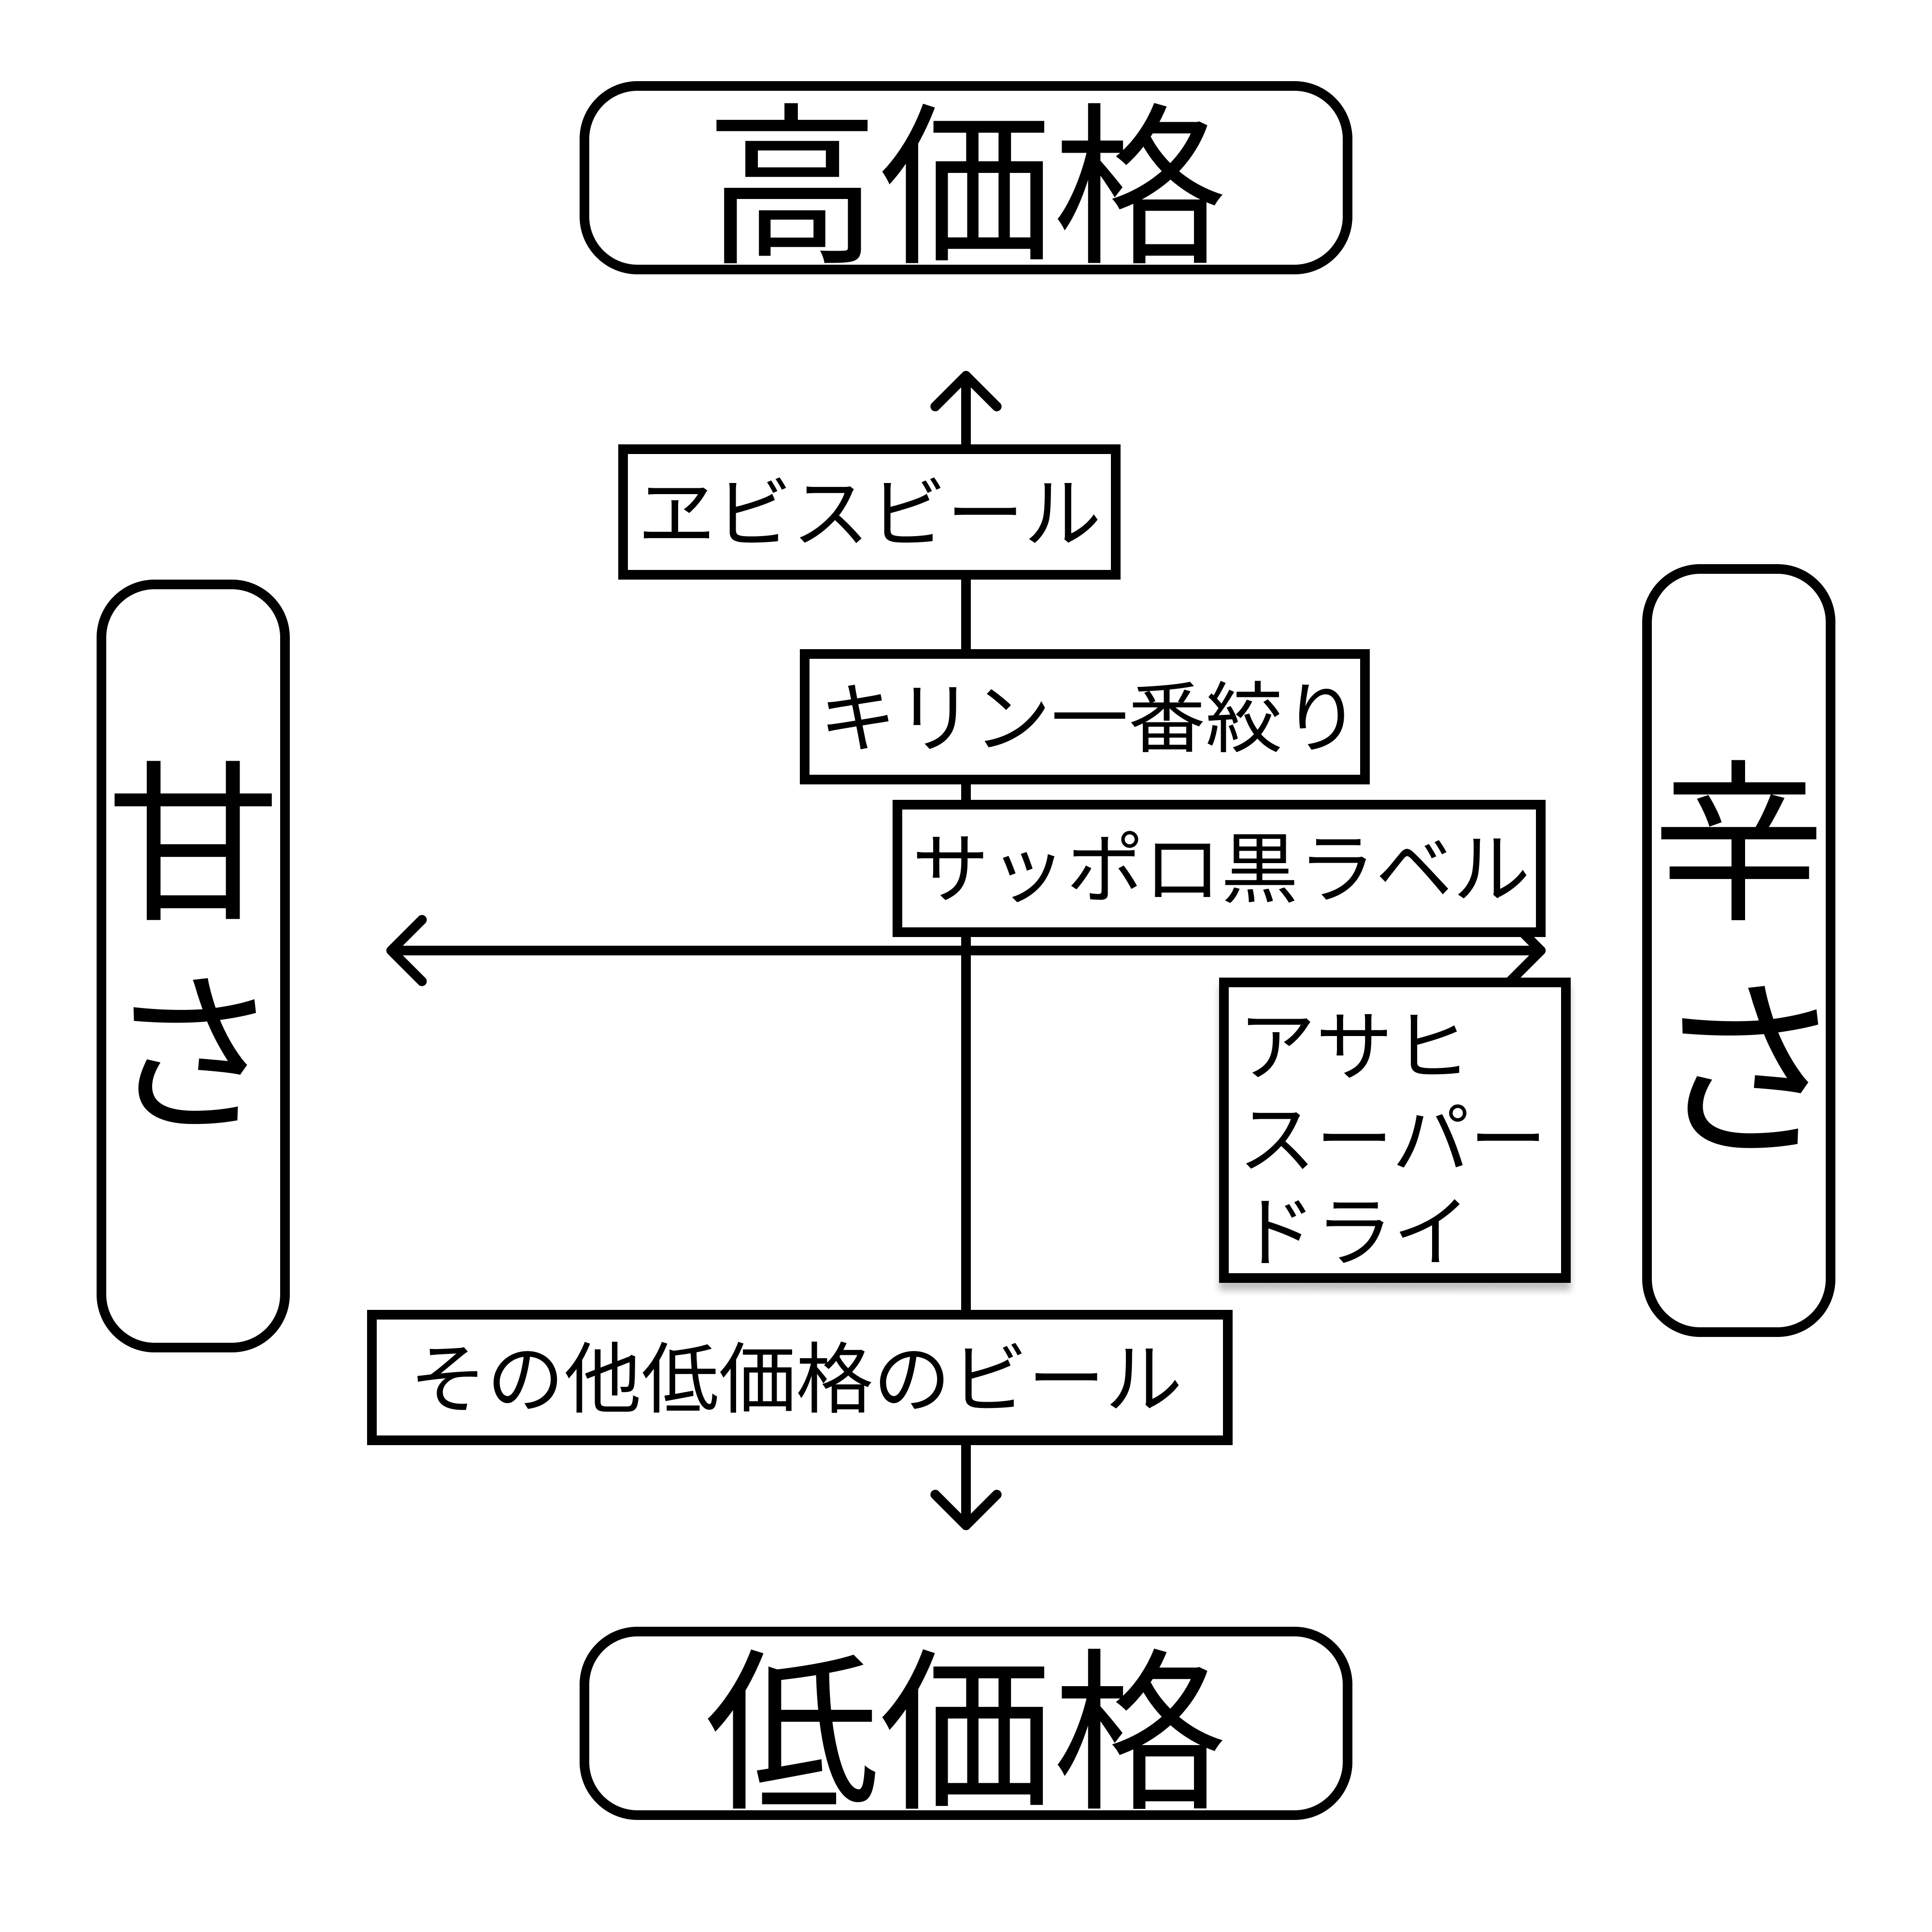 高価格
ヱビスビール
キリン一番絞り
サッポロ黒ラベル
甘さ
辛さ
アサヒ
スーパー
ドライ
その他低価格のビール
低価格